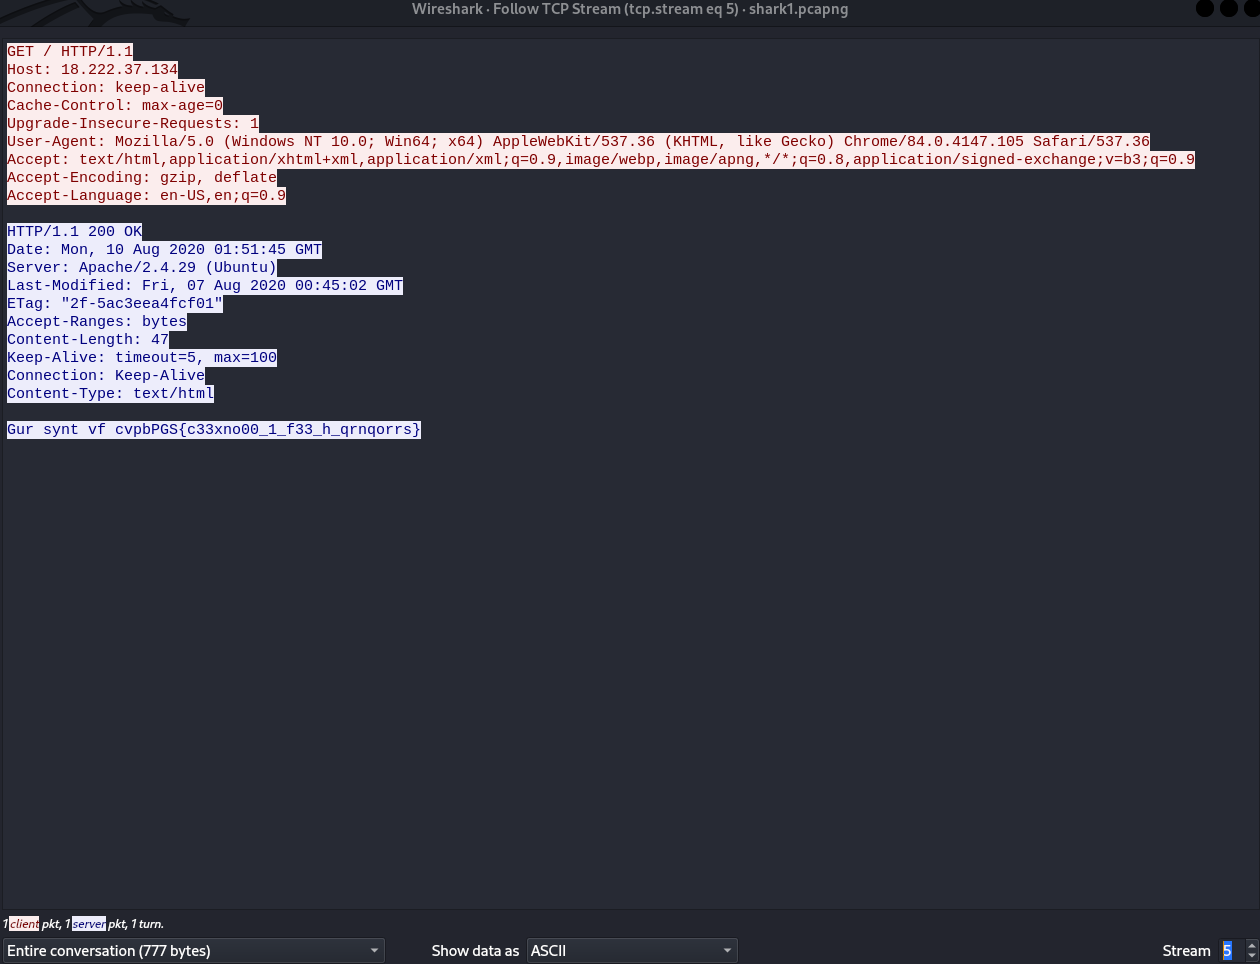 Wireshark · Follow TCP Stream (tcp.stream eq 5) · shark1.pcapng
GET / HTTP/1.1
Host: 18.222.37.134
Connection: keep-alive
Cache-Control: max-age=0
Upgrade-Insecure-Requests: 1
User-Agent: Mozilla/5.0 (Windows NT 10.0; Win64; x64) AppleWebKit/537.36 (KHTML, like Gecko) Chrome/84.0.4147.105 Safari/537.36
Accept: text/html,application/xhtml+xml,application/xml;q=0.9,image/webp,image/apng,*/*;q=0.8,application/signed-exchange;v=b3;q=0.9
Accept-Encoding: gzip, deflate
Accept-Language: en-US,en;q=0.9
HTTP/1.1 200 OK
Date: Mon, 10 Aug 2020 01:51:45 GMT
Server: Apache/2.4.29 (Ubuntu)
Last-Modified: Fri, 07 Aug 2020 00:45:02 GMT
ETag: "2f-5ac3eea4fcf01"
Accept-Ranges: bytes
Content-Length: 47
Keep-Alive: timeout=5, max=100
Connection: Keep-Alive
Content-Type: text/html
Gur synt vf cvpbPGS{c33xno00_1_f33_h_qrnqorrs}
1 client pkt, 1 server pkt, 1 turn.
Entire conversation (777 bytes) Show data as ASCII Stream 5